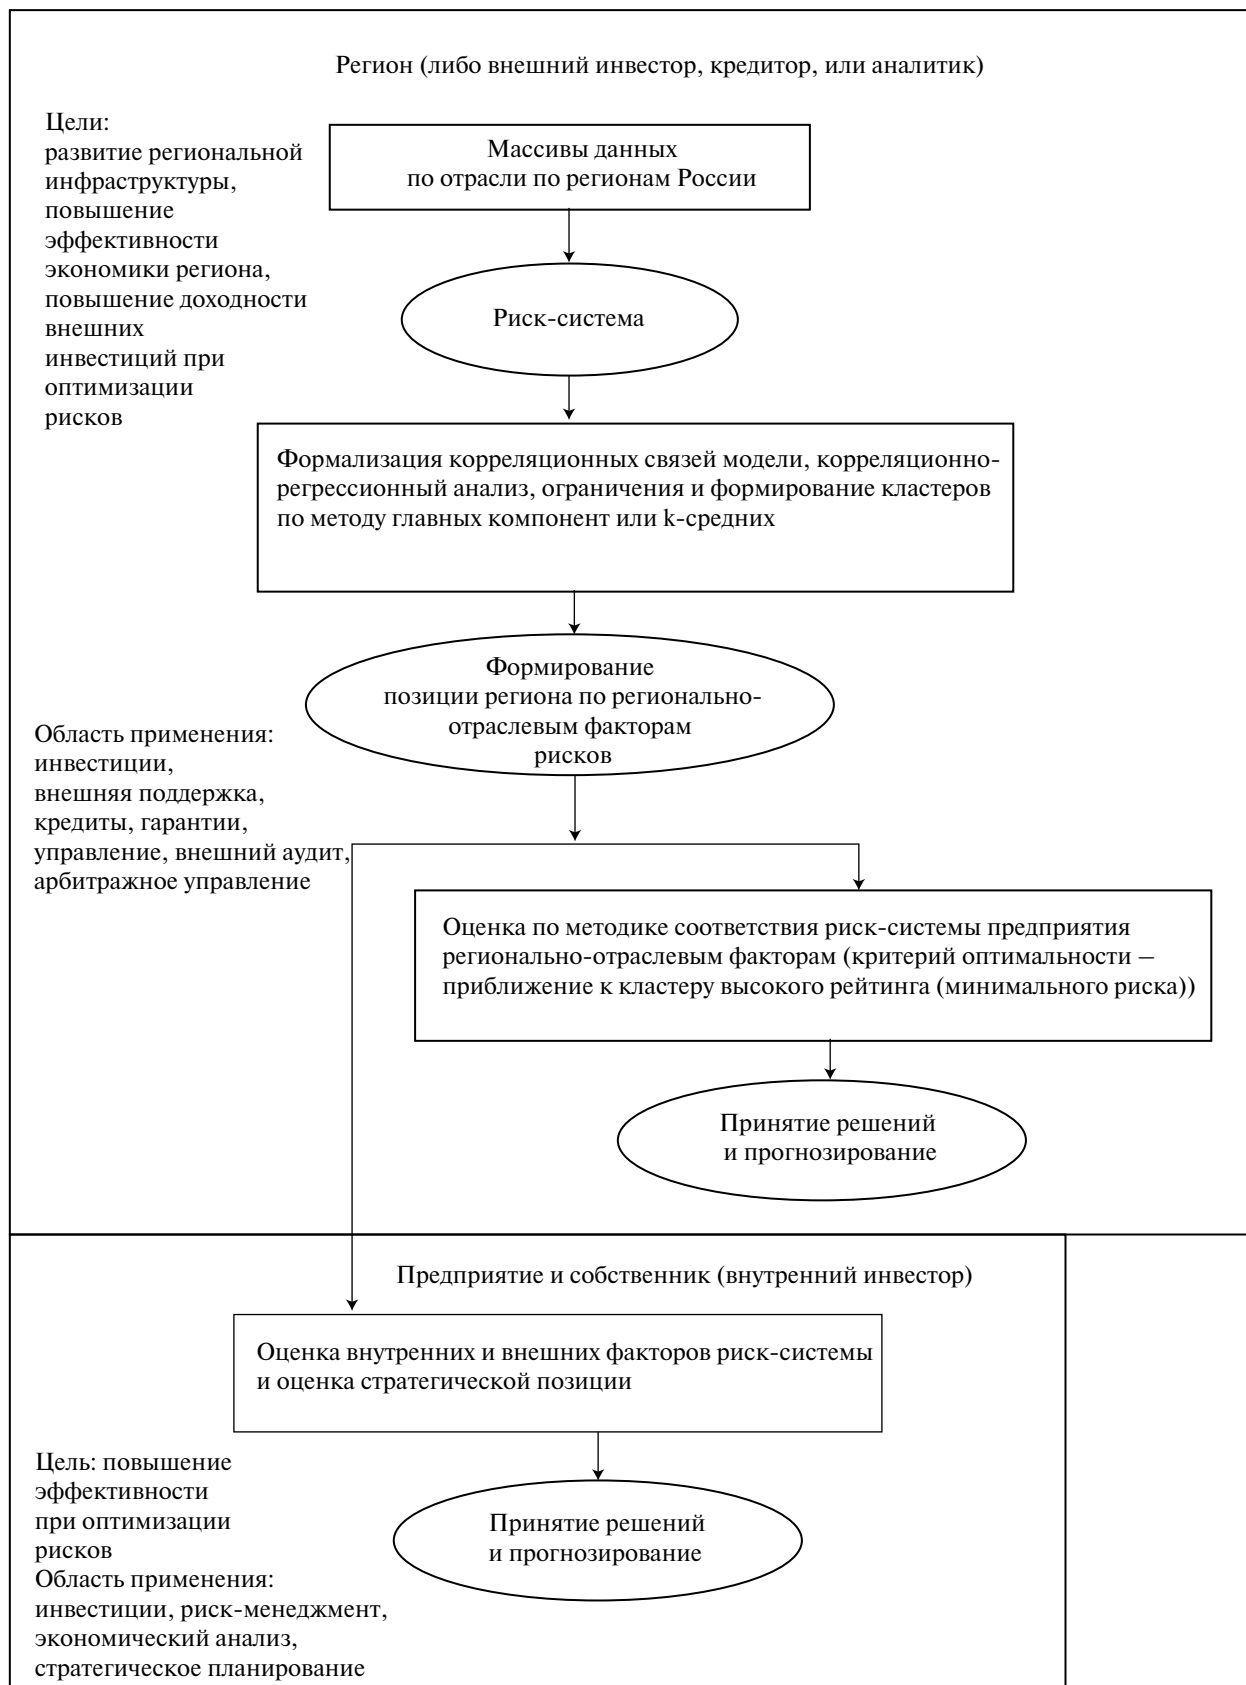 Регион (либо внешний инвестор, кредитор, или аналитик)
Цели:
развитие региональной
инфраструктуры,
повышение
эффективности
экономики региона,
повышение доходности
внешних
инвестиций при
оптимизации
рисков
Массивы данных
по отрасли по регионам России
Риск-система
Формализация корреляционных связей модели, корреляционно-
регрессионный анализ, ограничения и формирование кластеров
по методу главных компонент или k-средних
Формирование
позиции региона по регионально-
отраслевым факторам
рисков
Область применения:
инвестиции,
внешняя поддержка,
кредиты, гарантии,
управление, внешний аудит,
арбитражное управление
Оценка по методике соответствия риск-системы предприятия
регионально-отраслевым факторам (критерий оптимальности –
приближение к кластеру высокого рейтинга (минимального риска))
Принятие решений
и прогнозирование
Предприятие и собственник (внутренний инвестор)
Оценка внутренних и внешних факторов риск-системы
и оценка стратегической позиции
Цель: повышение
эффективности
при оптимизации
рисков
Область применения:
инвестиции, риск-менеджмент,
экономический анализ,
стратегическое планирование
Принятие решений
и прогнозирование